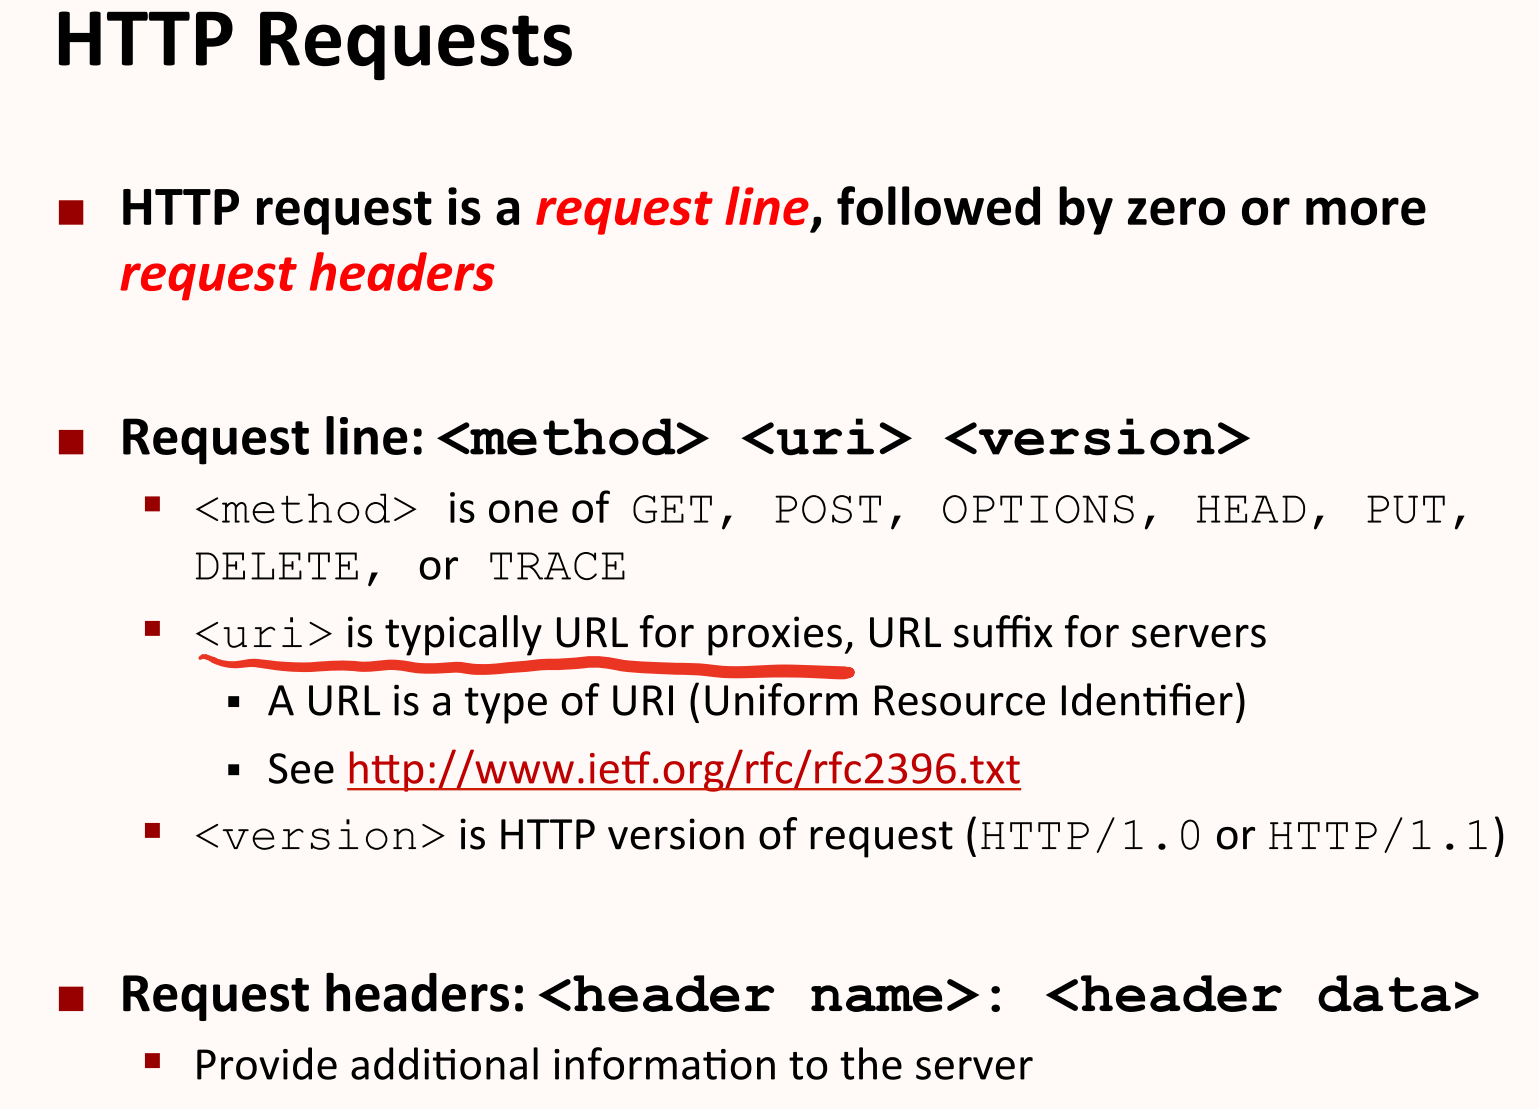 HTTP Requests
HTTP request is a request line, followed by zero or more
request headers
Request line: <method> <uri> <version>
<method> is one of GET, POST, OPTIONS, HEAD, PUT,
DELETE, or TRACE
<uri> is typically URL for proxies, URL suffix for servers
A URL is a type of URI (Uniform Resource Identifier)
See http://www.ietf.org/rfc/rfc2396.txt
<version> is HTTP version of request (HTTP/1.0 or HTTP/1.1)
Request headers: <header name>: <header data>
Provide additional information to the server